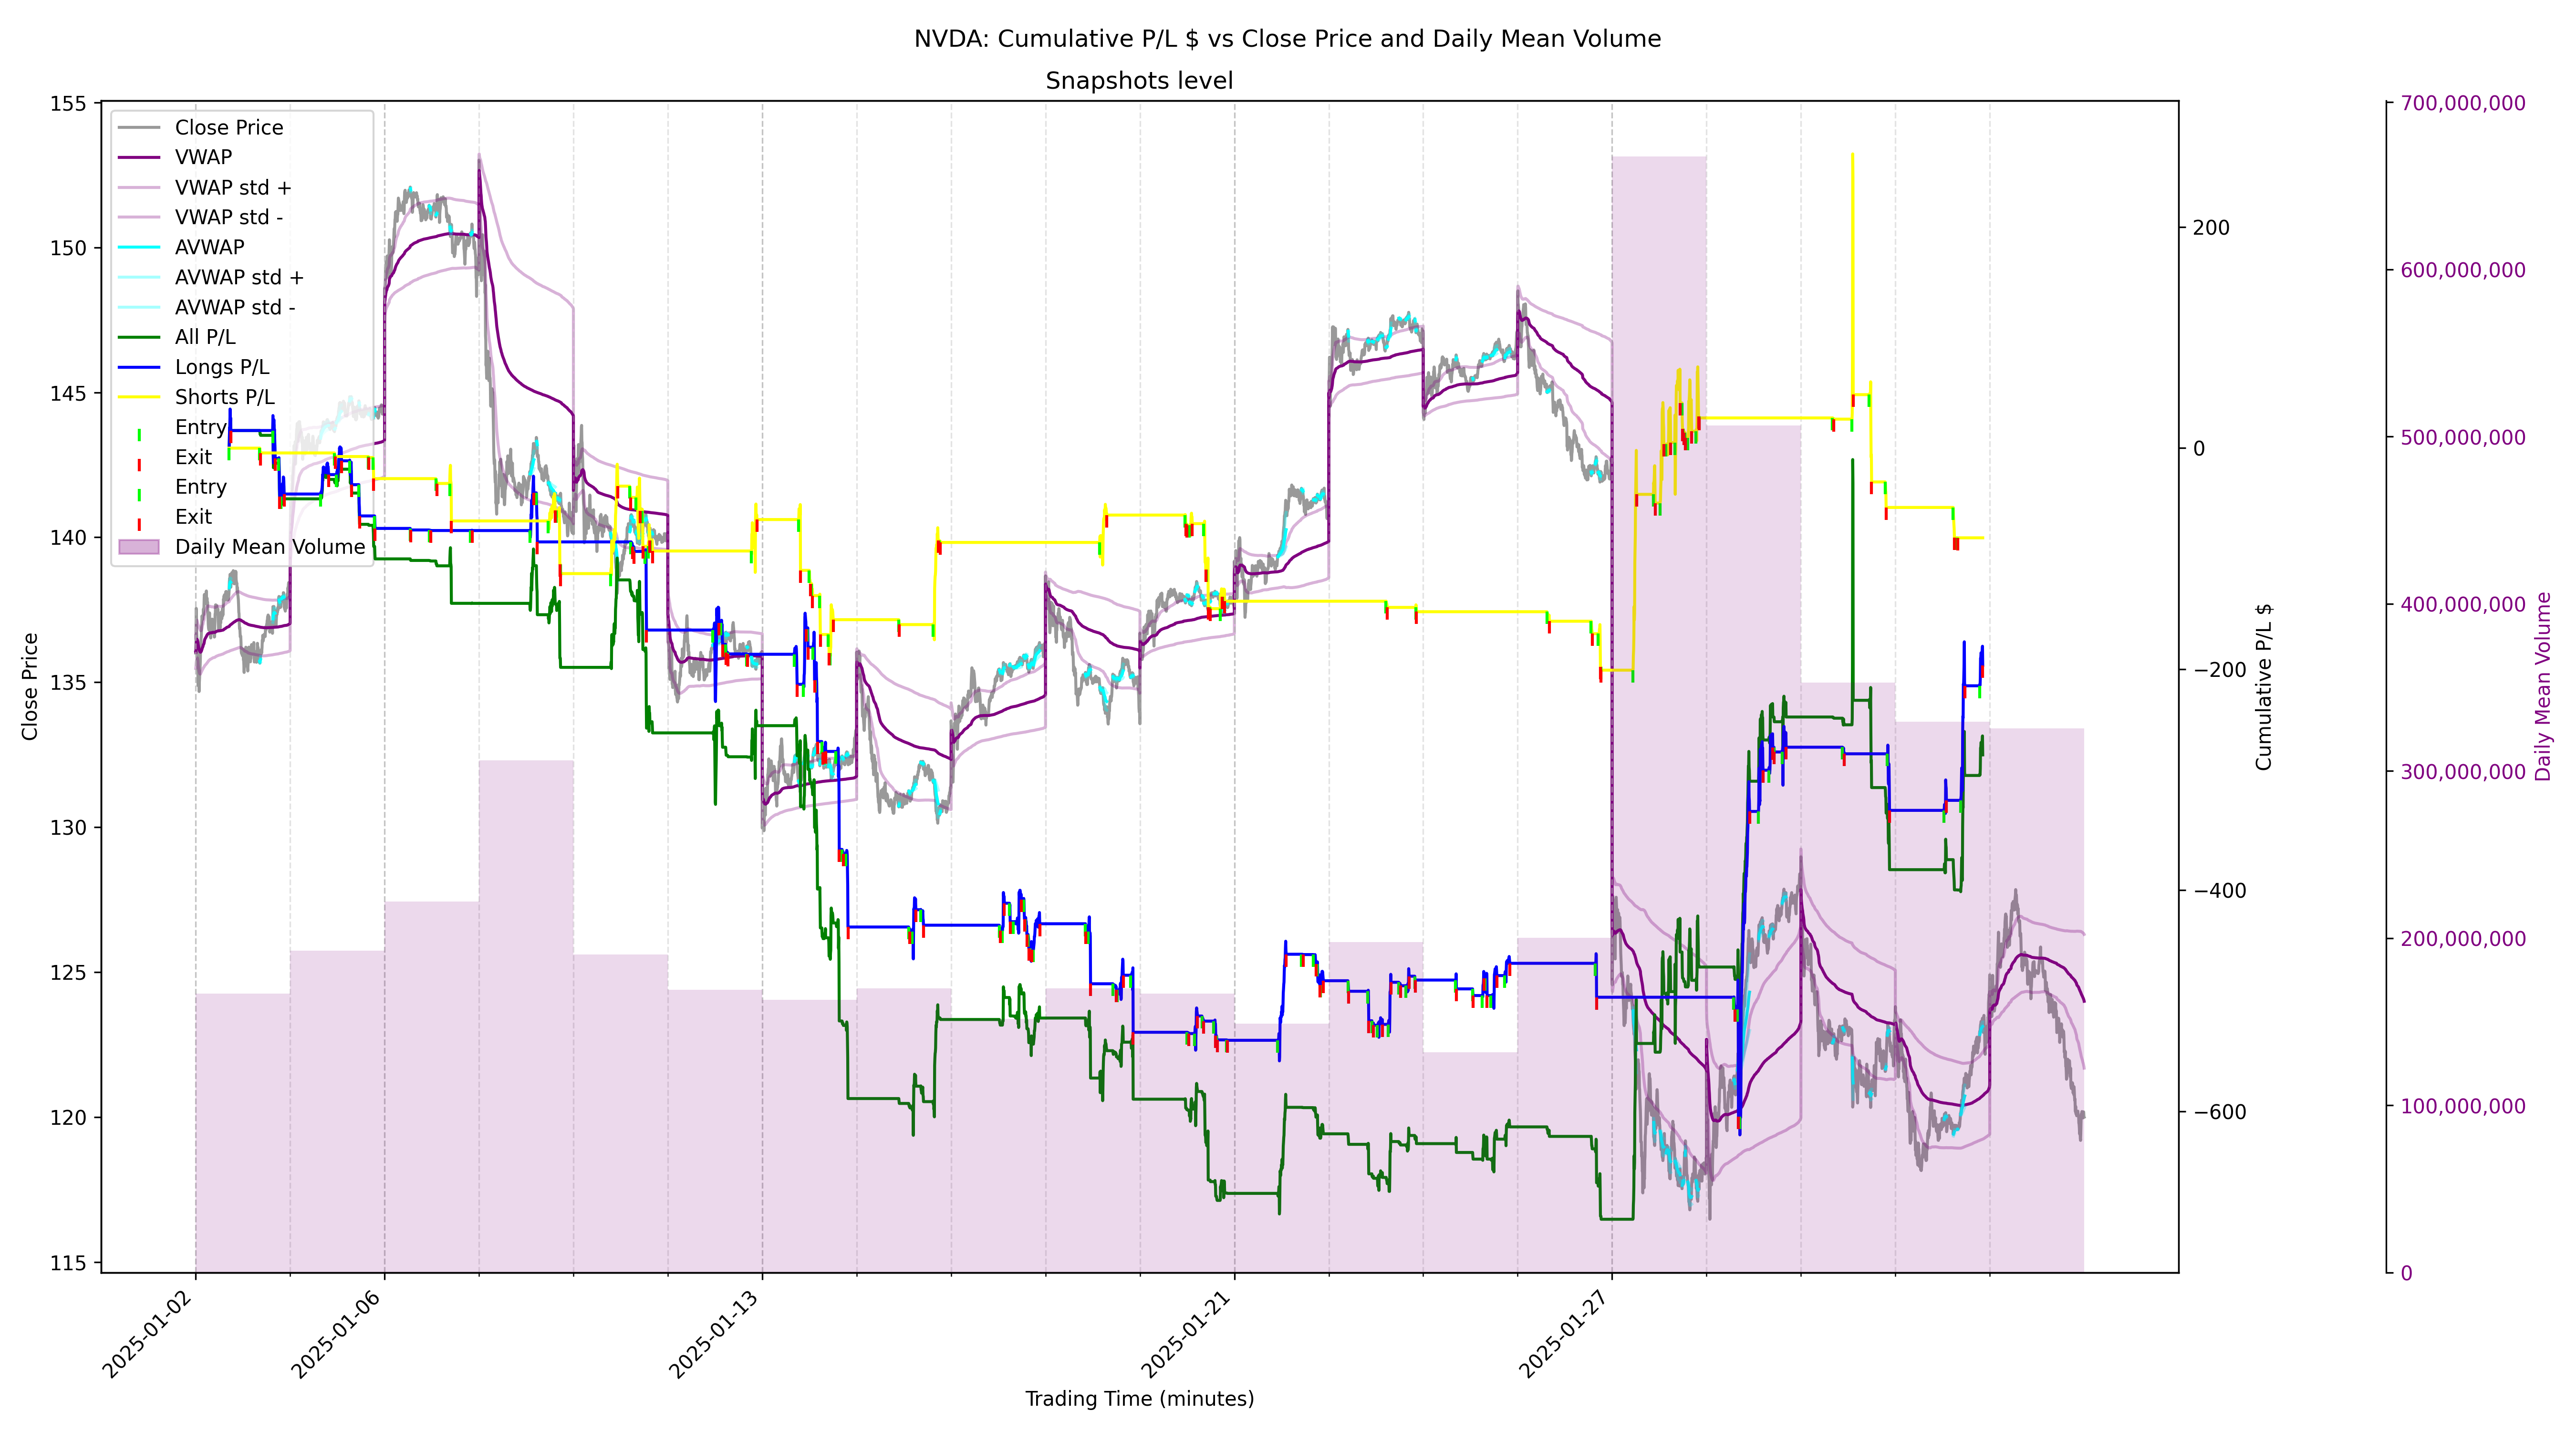 NVDA: Cumulative P/L $ vs Close Price and Daily Mean Volume
Snapshots level
Close Price
VWAP
VWAP std +
VWAP std -
AVWAP
AVWAP std +
AVWAP std -
All P/L
Longs P/L
Shorts P/L
Entry
Exit
Entry
Exit
Daily Mean Volume
155
150
145
140
135
130
125
120
115
Close Price
200
0
−200
−400
−600
Cumulative P/L $
700,000,000
600,000,000
500,000,000
400,000,000
300,000,000
200,000,000
100,000,000
0
Daily Mean Volume
2025-01-02
2025-01-06
2025-01-13
2025-01-21
2025-01-27
Trading Time (minutes)